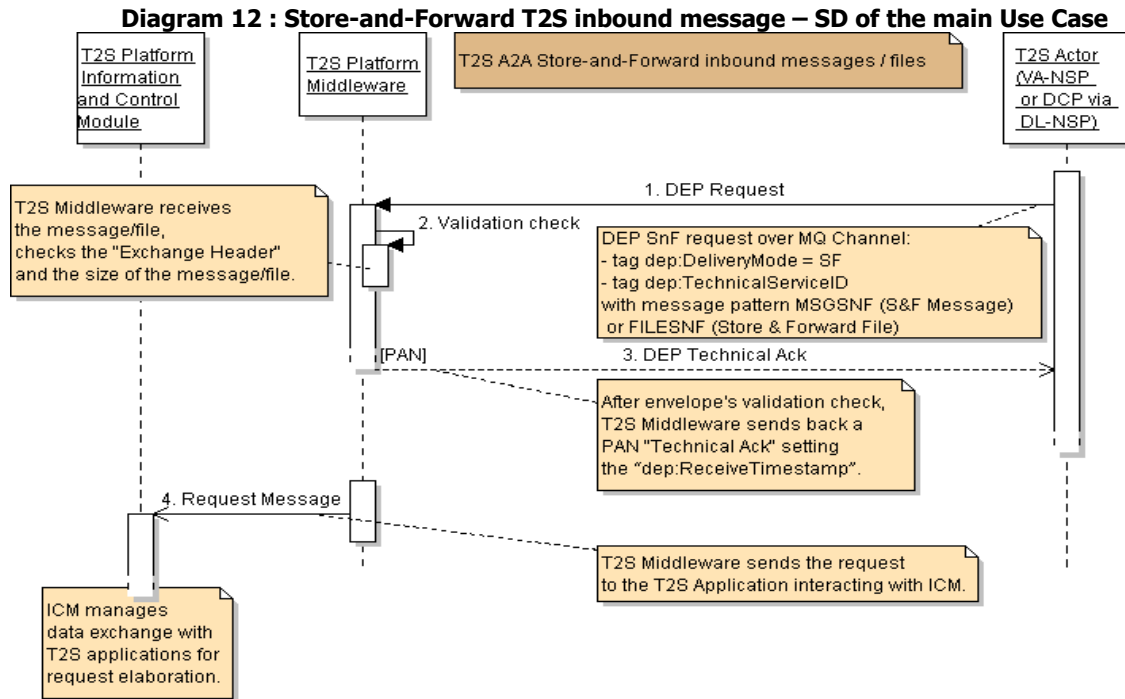 Diagram 12 : Store-and-Forward T2S inbound message – SD of the main Use Case
T2S Platform
Information
and Control
Module
T2S Platform
Middleware
T2S A2A Store-and-Forward inbound messages / files
T2S Actor
(VA-NSP
or DCP via
DL-NSP)
1. DEP Request
T2S Middleware receives
the message/file,
checks the "Exchange Header"
and the size of the message/file.
2. Validation check
DEP SnF request over MQ Channel:
- tag dep:DeliveryMode = SF
- tag dep:TechnicalServiceID
with message pattern MSGSNF (S&F Message)
or FILESNF (Store & Forward File)
[PAN]
3. DEP Technical Ack
After envelope's validation check,
T2S Middleware sends back a
PAN "Technical Ack" setting
the “dep:ReceiveTimestamp”.
4. Request Message
T2S Middleware sends the request
to the T2S Application interacting with ICM.
ICM manages
data exchange with
T2S applications for
request elaboration.